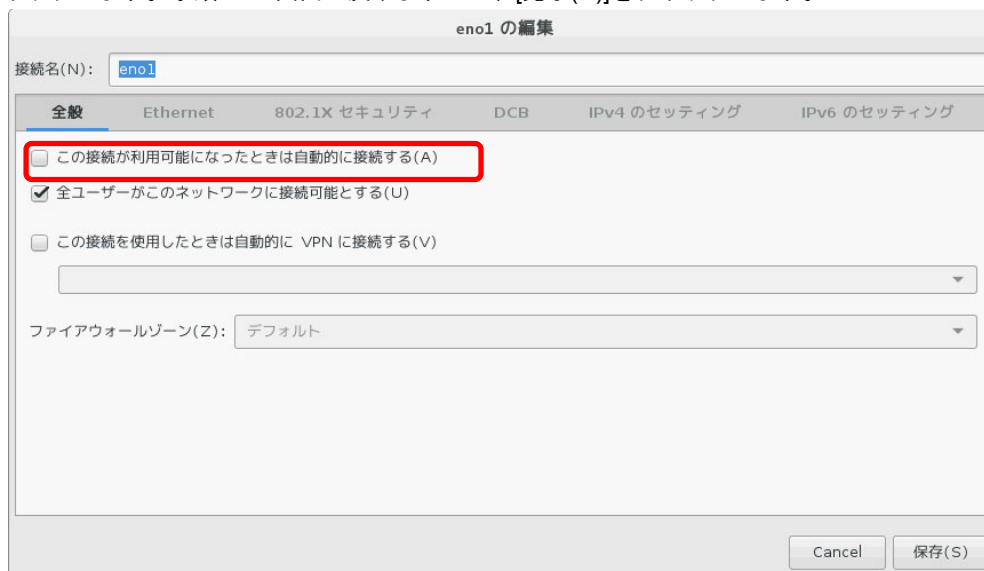 eno1 の編集
接続名(N): eno1
全般 Ethernet 802.1X セキュリティ DCB IPv4 のセッティング IPv6 のセッティング
この接続が利用可能になったときは自動的に接続する(A)
全ユーザーがこのネットワークに接続可能とする(U)
この接続を使用したときは自動的に VPN に接続する(V)
ファイアウォールゾーン(Z): デフォルト
Cancel 保存(S)